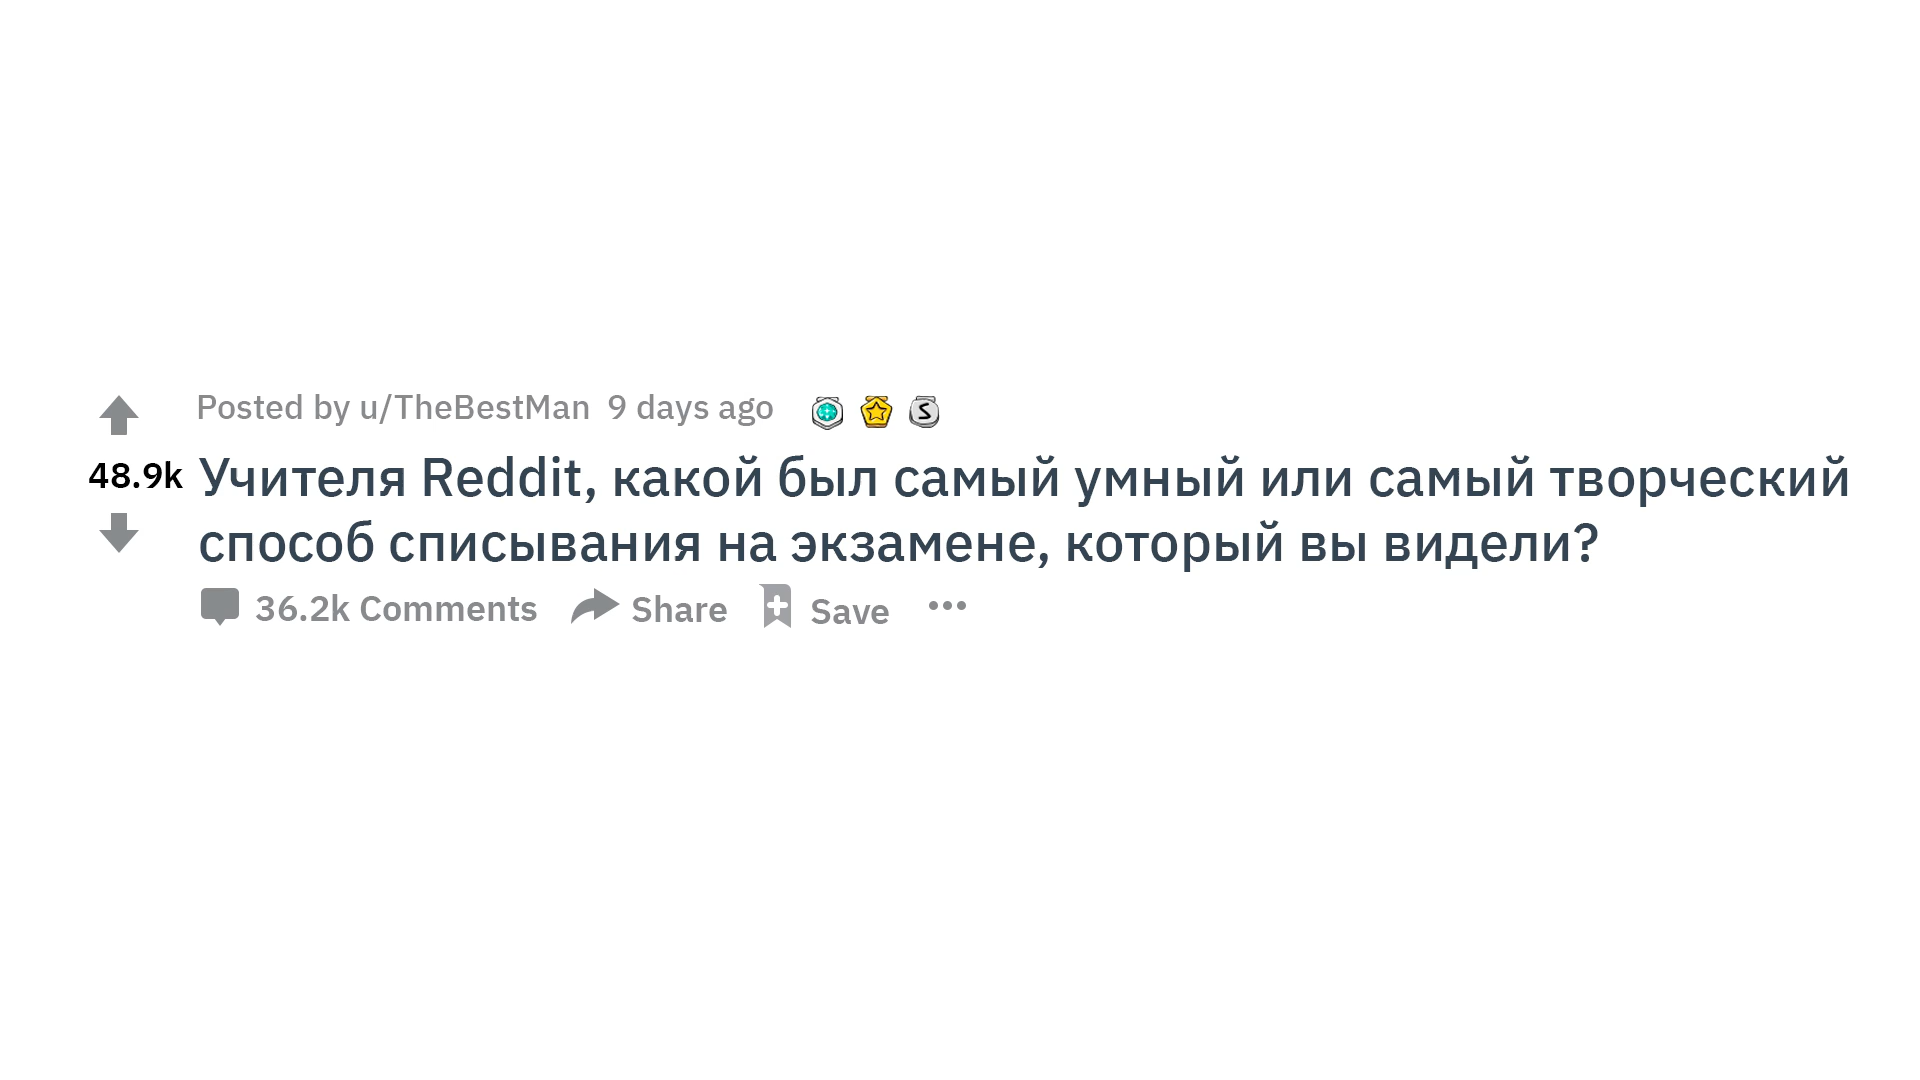 Posted by u/TheBestMan 9 days ago
48.9k
Учителя Reddit, какой был самый умный или самый творческий
способ списывания на экзамене, который вы видели?
36.2k Comments Share Save